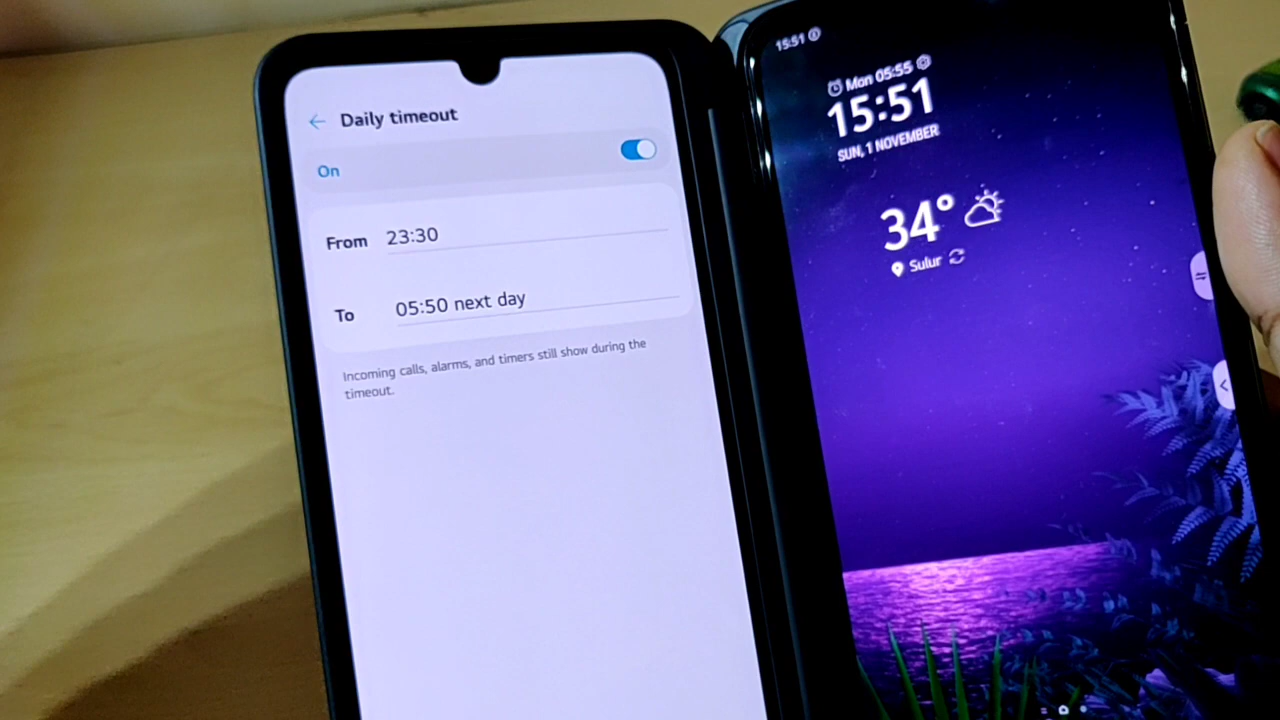 Daily timeout
On
From 23:30
To 05:50 next day
Incoming calls, alarms, and timers still show during the
timeout.
15:51
Mon 05:55
15:51
SUN, 1 NOVEMBER
34°
Sulur